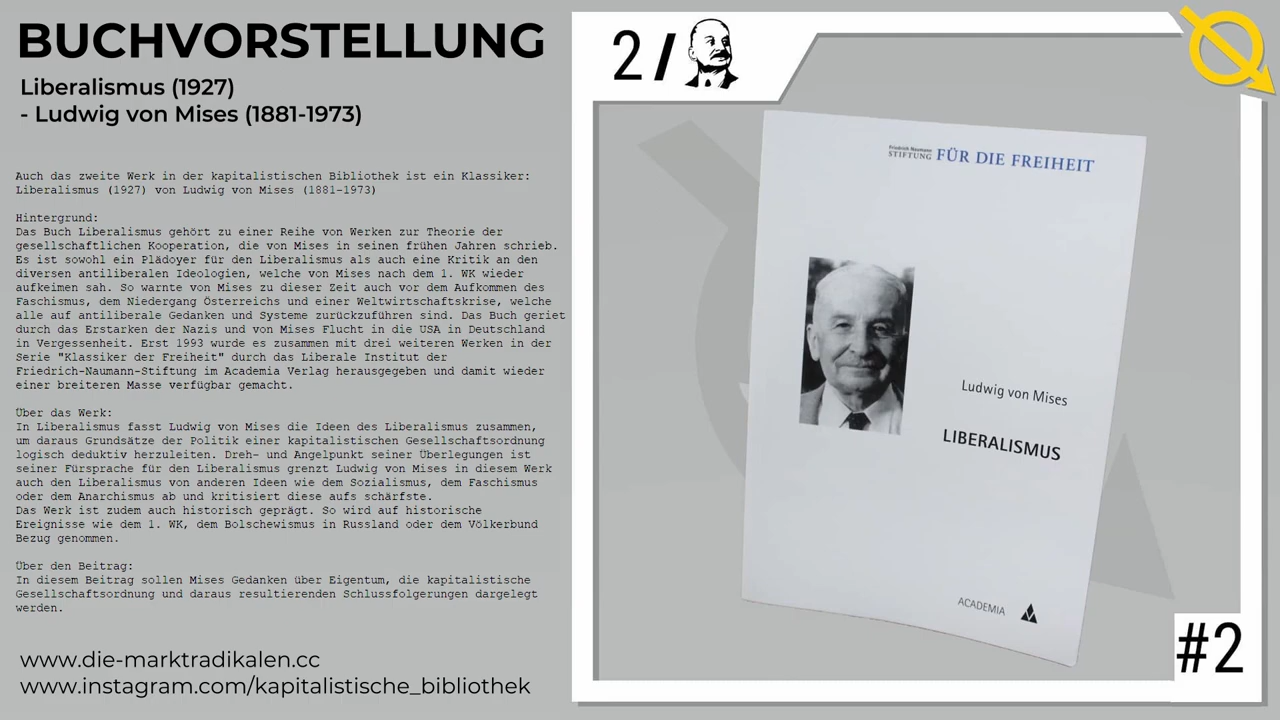 BUCHVORSTELLUNG
Liberalismus (1927)
- Ludwig von Mises (1881-1973)
Auch das zweite Werk in der kapitalistischen Bibliothek ist ein Klassiker:
Liberalismus (1927) von Ludwig von Mises (1881-1973)
Hintergrund:
Das Buch Liberalismus gehört zu einer Reihe von Werken zur Theorie der
gesellschaftlichen Kooperation, die von Mises in seinen frühen Jahren schrieb.
Es ist sowohl ein Plädoyer für den Liberalismus als auch eine Kritik an den
diversen antiliberalen Ideologien, welche von Mises nach dem 1. WK wieder
aufkeimen sah. So warnte von Mises zu dieser Zeit auch vor dem Aufkommen des
Faschismus, dem Niedergang Österreichs und einer Weltwirtschaftskrise, welche
alle auf antiliberale Gedanken und Systeme zurückzuführen sind. Das Buch geriet
durch das Erstarken der Nazis und von Mises Flucht in die USA in Deutschland
in Vergessenheit. Erst 1993 wurde es zusammen mit drei weiteren Werken in der
Serie "Klassiker der Freiheit" durch das Liberale Institut der
Friedrich-Naumann-Stiftung im Academia Verlag herausgegeben und damit wieder
einer breiteren Masse verfügbar gemacht.
Über das Werk:
In Liberalismus fasst Ludwig von Mises die Ideen des Liberalismus zusammen,
um daraus Grundsätze der Politik einer kapitalistischen Gesellschaftsordnung
logisch deduktiv herzuleiten. Dreh- und Angelpunkt seiner Überlegungen ist
seiner Fürsprache für den Liberalismus grenzt Ludwig von Mises in diesem Werk
auch den Liberalismus von anderen Ideen wie dem Sozialismus, dem Faschismus
oder dem Anarchismus ab und kritisiert diese aufs schärfste.
Das Werk ist zudem auch historisch geprägt. So wird auf historische
Ereignisse wie dem 1. WK, dem Bolschewismus in Russland oder dem Völkerbund
Bezug genommen.
Über den Beitrag:
In diesem Beitrag sollen Mises Gedanken über Eigentum, die kapitalistische
Gesellschaftsordnung und daraus resultierenden Schlussfolgerungen dargelegt
werden.
www.die-marktradikalen.cc
www.instagram.com/kapitalistische_bibliothek
2 /
Friedrich Naumann
STIFTUNG FÜR DIE FREIHEIT
Ludwig von Mises
LIBERALISMUS
ACADEMIA
#2